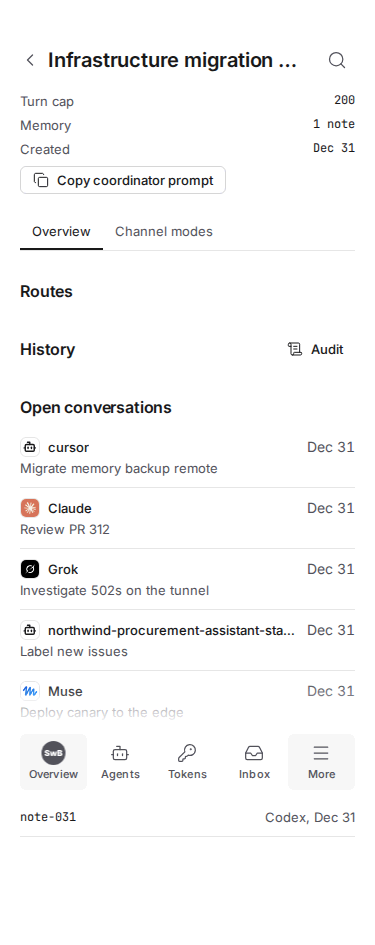 Infrastructure migration ...
Turn cap 200
Memory 1 note
Created Dec 31
Copy coordinator prompt
Overview Channel modes
Routes
History Audit
Open conversations
cursor Dec 31
Migrate memory backup remote
Claude Dec 31
Review PR 312
Grok Dec 31
Investigate 502s on the tunnel
northwind-procurement-assistant-sta... Dec 31
Label new issues
Muse Dec 31
Deploy canary to the edge
SwB
Overview Agents Tokens Inbox More
note-031 Codex, Dec 31